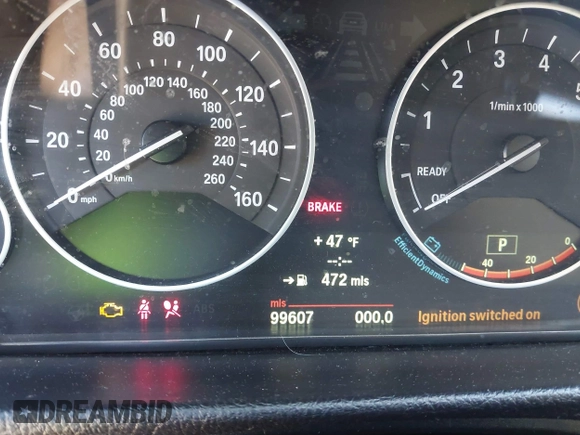 20
40
60
80
100
120
140
160
0 mph
20
40
60
80
100
120
140
160
180
200
220
240
260
0 km/h
1
2
3
4
5
1/min x 1000
READY
OFF
BRAKE
+ 47 °F
--:--
472 mls
EfficientDynamics
P
40
20
0
ABS
mls
99607 000,0
Ignition switched on
DREAMBID